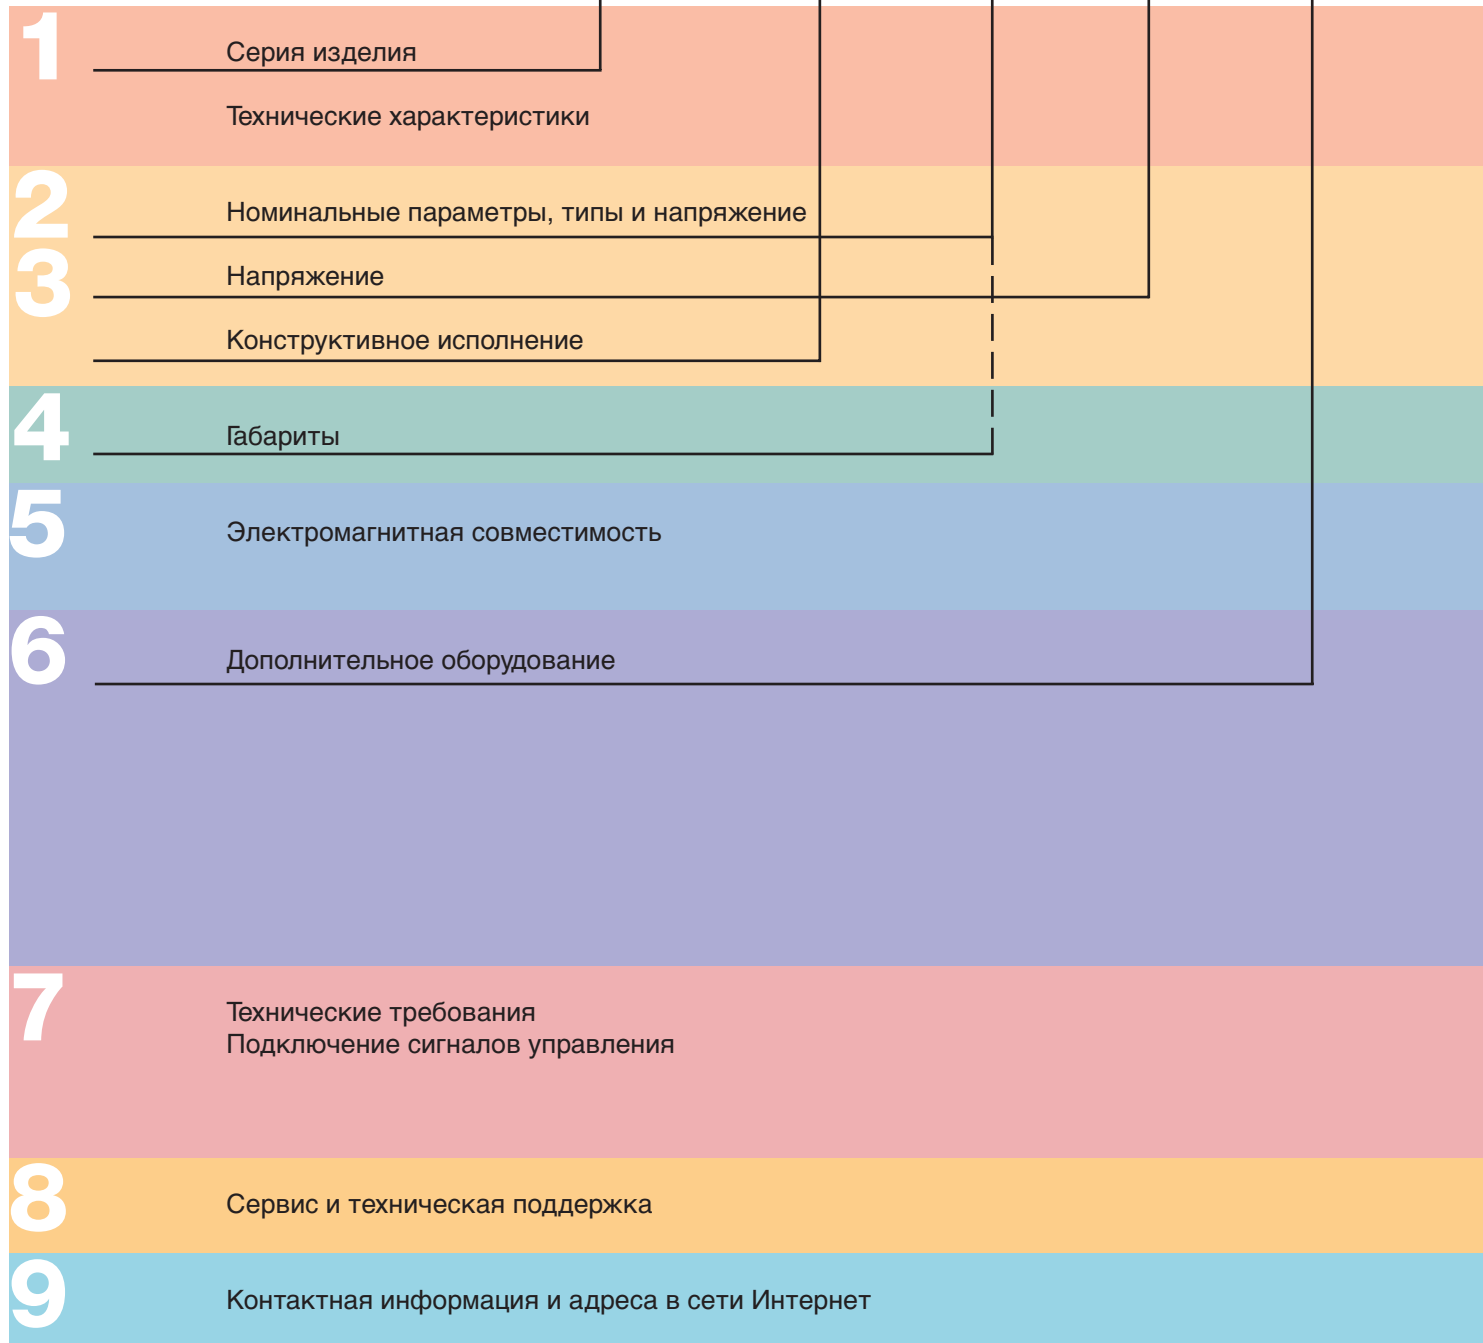 1
Серия изделия
Технические характеристики
2
Номинальные параметры, типы и напряжение
3
Напряжение
Конструктивное исполнение
4
Габариты
5
Электромагнитная совместимость
6
Дополнительное оборудование
7
Технические требования
Подключение сигналов управления
8
Сервис и техническая поддержка
9
Контактная информация и адреса в сети Интернет